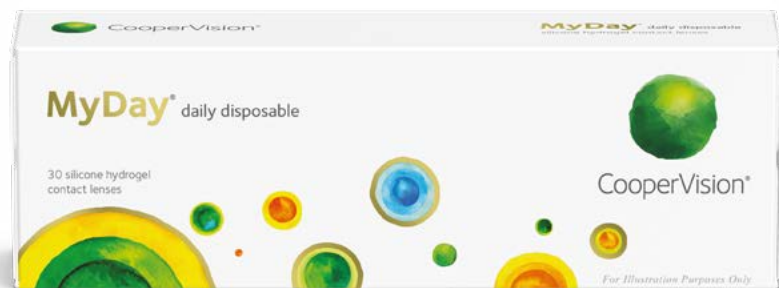 CooperVision®
MyDay® daily disposable
silicone hydrogel contact lenses
MyDay® daily disposable
30 silicone hydrogel
contact lenses
CooperVision®
For Illustration Purposes Only